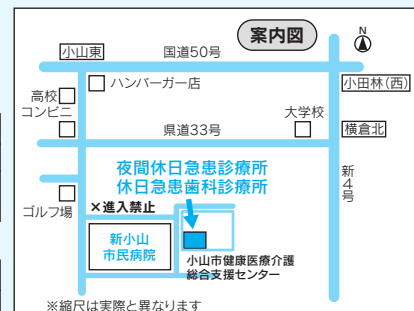 案内図
N
小山東
国道50号
ハンバーガー店
小田林(西)
高校
コンビニ
大学校
県道33号
横倉北
夜間休日急患診療所
休日急患歯科診療所
新4号
ゴルフ場
×進入禁止
新小山
市民病院
小山市健康医療介護
総合支援センター
※縮尺は実際と異なります